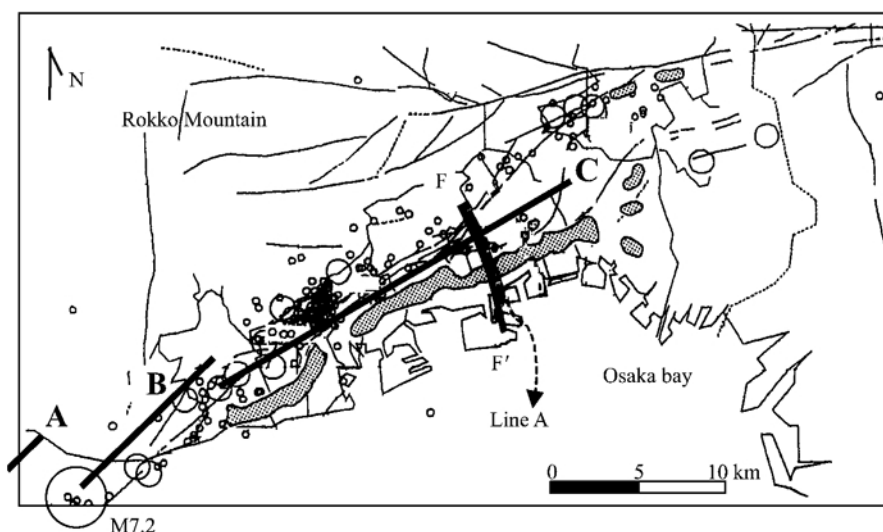 N
Rokko Mountain
F
C
B
A
F′
Osaka bay
Line A
0 5 10 km
M7.2